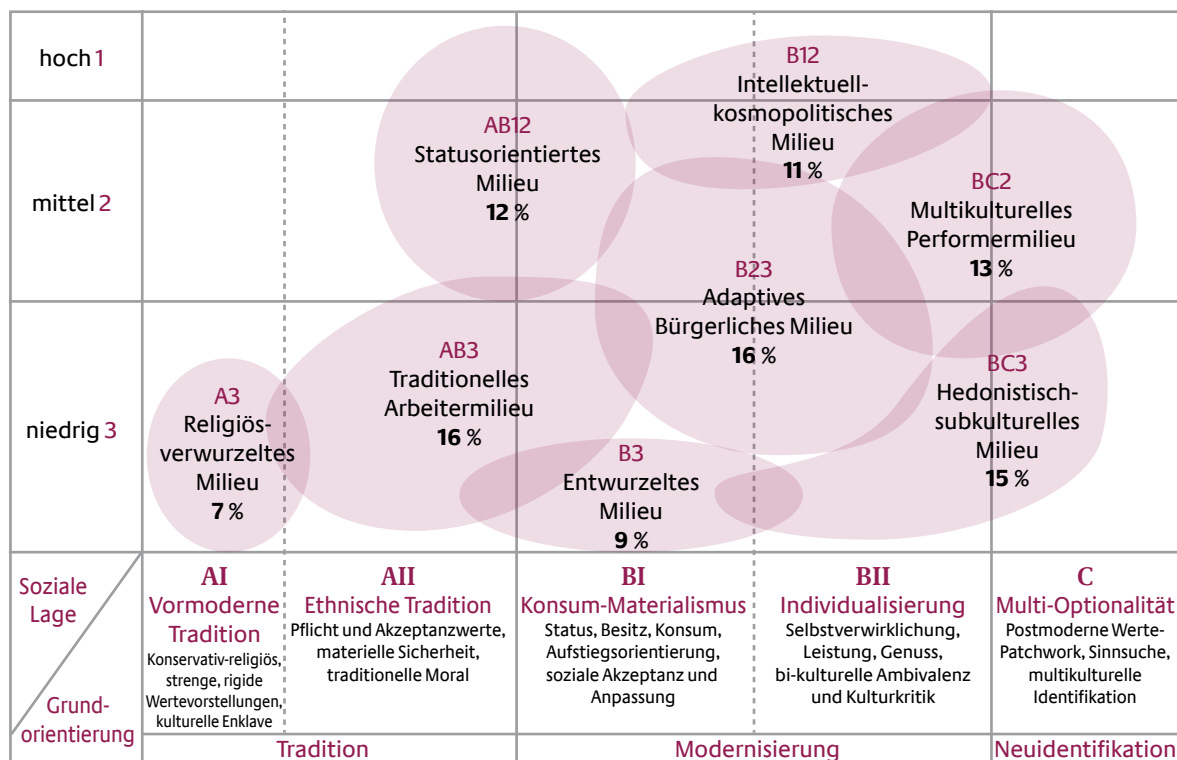 hoch 1
mittel 2
niedrig 3
B12
Intellektuell-
kosmopolitisches
Milieu
11 %
AB12
Statusorientiertes
Milieu
12 %
BC2
Multikulturelles
Performermilieu
13 %
B23
Adaptives
Bürgerliches Milieu
16 %
AB3
Traditionelles
Arbeitermilieu
16 %
BC3
Hedonistisch-
subkulturelles
Milieu
15 %
A3
Religiös-
verwurzeltes
Milieu
7 %
B3
Entwurzeltes
Milieu
9 %
Soziale
Lage
Grund-
orientierung
AI
Vormoderne
Tradition
Konservativ-religiös,
strenge, rigide
Wertevorstellungen,
kulturelle Enklave
AII
Ethnische Tradition
Pflicht und Akzeptanzwerte,
materielle Sicherheit,
traditionelle Moral
BI
Konsum-Materialismus
Status, Besitz, Konsum,
Aufstiegsorientierung,
soziale Akzeptanz und
Anpassung
BII
Individualisierung
Selbstverwirklichung,
Leistung, Genuss,
bi-kulturelle Ambivalenz
und Kulturkritik
C
Multi-Optionalität
Postmoderne Werte-
Patchwork, Sinnsuche,
multikulturelle
Identifikation
Tradition
Modernisierung
Neuidentifikation